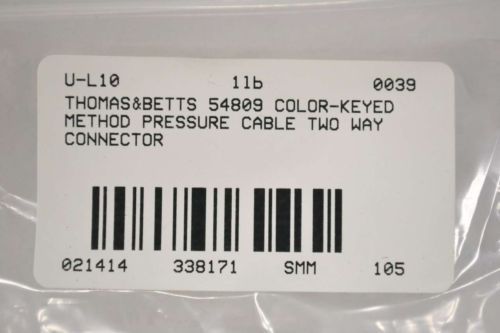 U-L10 1lb 0039
THOMAS&BETTS 54809 COLOR-KEYED
METHOD PRESSURE CABLE TWO WAY
CONNECTOR
021414 338171 SMM 105